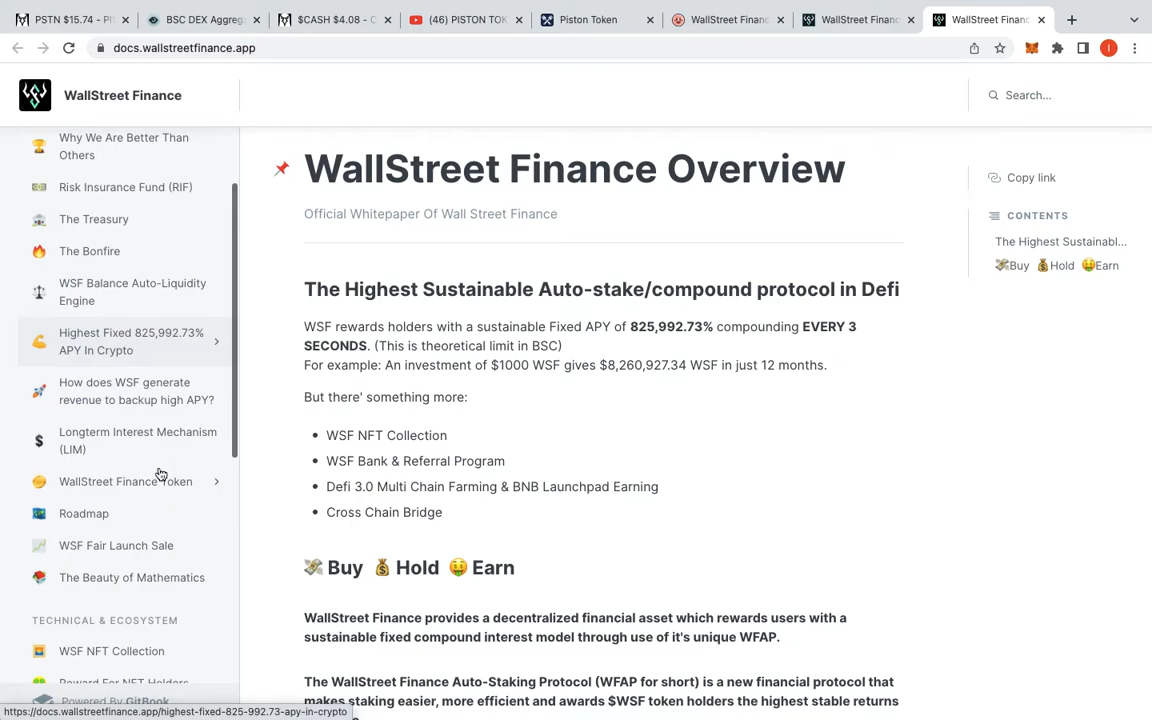 PSTN $15.74 - Pi
BSC DEX Aggreg
$CASH $4.08 - C
(46) PISTON TOK
Piston Token
WallStreet Financ
WallStreet Financ
WallStreet Financ
docs.wallstreetfinance.app
WallStreet Finance
Search...
Why We Are Better Than
Others
Risk Insurance Fund (RIF)
The Treasury
The Bonfire
WSF Balance Auto-Liquidity
Engine
Highest Fixed 825,992.73%
APY In Crypto
How does WSF generate
revenue to backup high APY?
Longterm Interest Mechanism
(LIM)
WallStreet Finance Token
Roadmap
WSF Fair Launch Sale
The Beauty of Mathematics
TECHNICAL & ECOSYSTEM
WSF NFT Collection
Reward For NFT Holders
Powered By GitBook
https://docs.wallstreetfinance.app/highest-fixed-825-992.73-apy-in-crypto
WallStreet Finance Overview
Official Whitepaper Of Wall Street Finance
The Highest Sustainable Auto-stake/compound protocol in Defi
WSF rewards holders with a sustainable Fixed APY of 825,992.73% compounding EVERY 3
SECONDS. (This is theoretical limit in BSC)
For example: An investment of $1000 WSF gives $8,260,927.34 WSF in just 12 months.
But there' something more:
WSF NFT Collection
WSF Bank & Referral Program
Defi 3.0 Multi Chain Farming & BNB Launchpad Earning
Cross Chain Bridge
Buy Hold Earn
WallStreet Finance provides a decentralized financial asset which rewards users with a
sustainable fixed compound interest model through use of it's unique WFAP.
The WallStreet Finance Auto-Staking Protocol (WFAP for short) is a new financial protocol that
makes staking easier, more efficient and awards $WSF token holders the highest stable returns
Copy link
CONTENTS
The Highest Sustainabl...
Buy Hold Earn